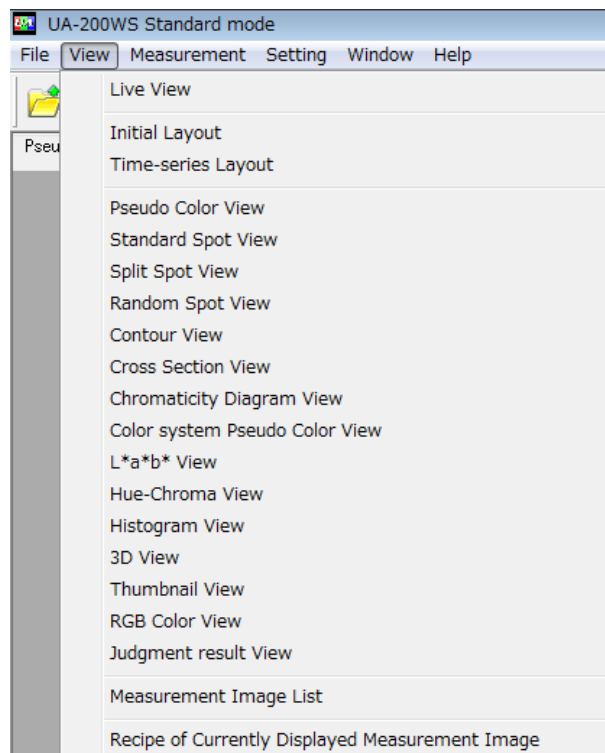 UA-200WS Standard mode
File View Measurement Setting Window Help
Live View
Initial Layout
Pseu
Time-series Layout
Pseudo Color View
Standard Spot View
Split Spot View
Random Spot View
Contour View
Cross Section View
Chromaticity Diagram View
Color system Pseudo Color View
L*a*b* View
Hue-Chroma View
Histogram View
3D View
Thumbnail View
RGB Color View
Judgment result View
Measurement Image List
Recipe of Currently Displayed Measurement Image